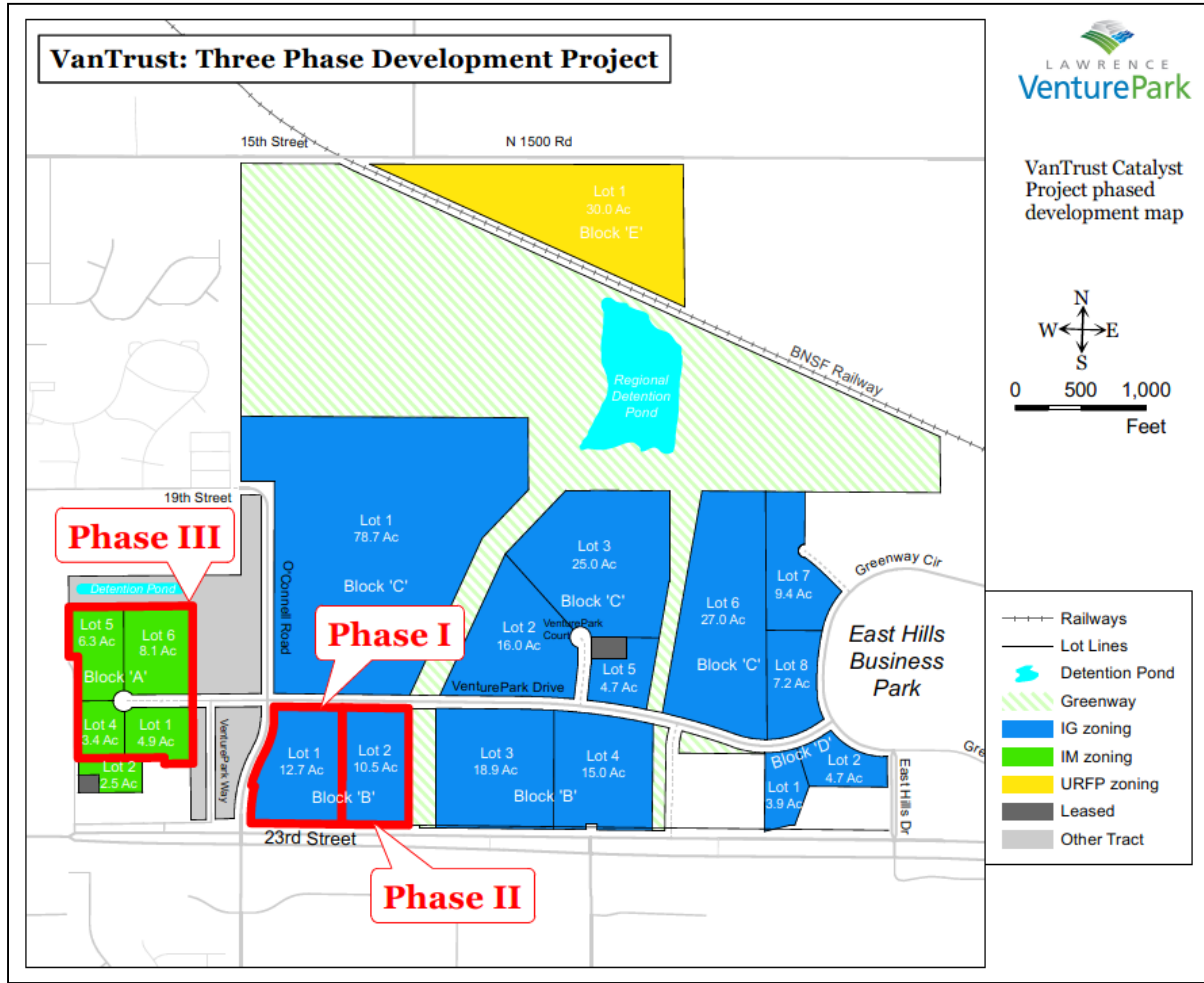 VanTrust: Three Phase Development Project
LAWRENCE
VenturePark
VanTrust Catalyst
Project phased
development map
N
W
E
S
0 500 1,000
Feet
15th Street
N 1500 Rd
Lot 1
30.0 Ac
Block 'E'
BNSF Railway
Regional
Detention
Pond
19th Street
Phase III
Detention Pond
Lot 5
6.3 Ac
Lot 6
8.1 Ac
Block 'A'
Lot 4
3.4 Ac
Lot 1
4.9 Ac
Lot 2
2.5 Ac
O'Connell Road
VenturePark Way
Lot 1
78.7 Ac
Block 'C'
Phase I
Lot 3
25.0 Ac
Block 'C'
Lot 2
16.0 Ac
VenturePark
Court
Lot 5
4.7 Ac
VenturePark Drive
Lot 6
27.0 Ac
Block 'C'
Lot 7
9.4 Ac
Lot 8
7.2 Ac
Greenway Cir
East Hills
Business
Park
Lot 1
12.7 Ac
Lot 2
10.5 Ac
Block 'B'
Lot 3
18.9 Ac
Lot 4
15.0 Ac
Block 'B'
Block 'D'
Lot 2
4.7 Ac
Lot 1
3.9 Ac
East Hills Dr
Gre
23rd Street
Phase II
Railways
Lot Lines
Detention Pond
Greenway
IG zoning
IM zoning
URFP zoning
Leased
Other Tract